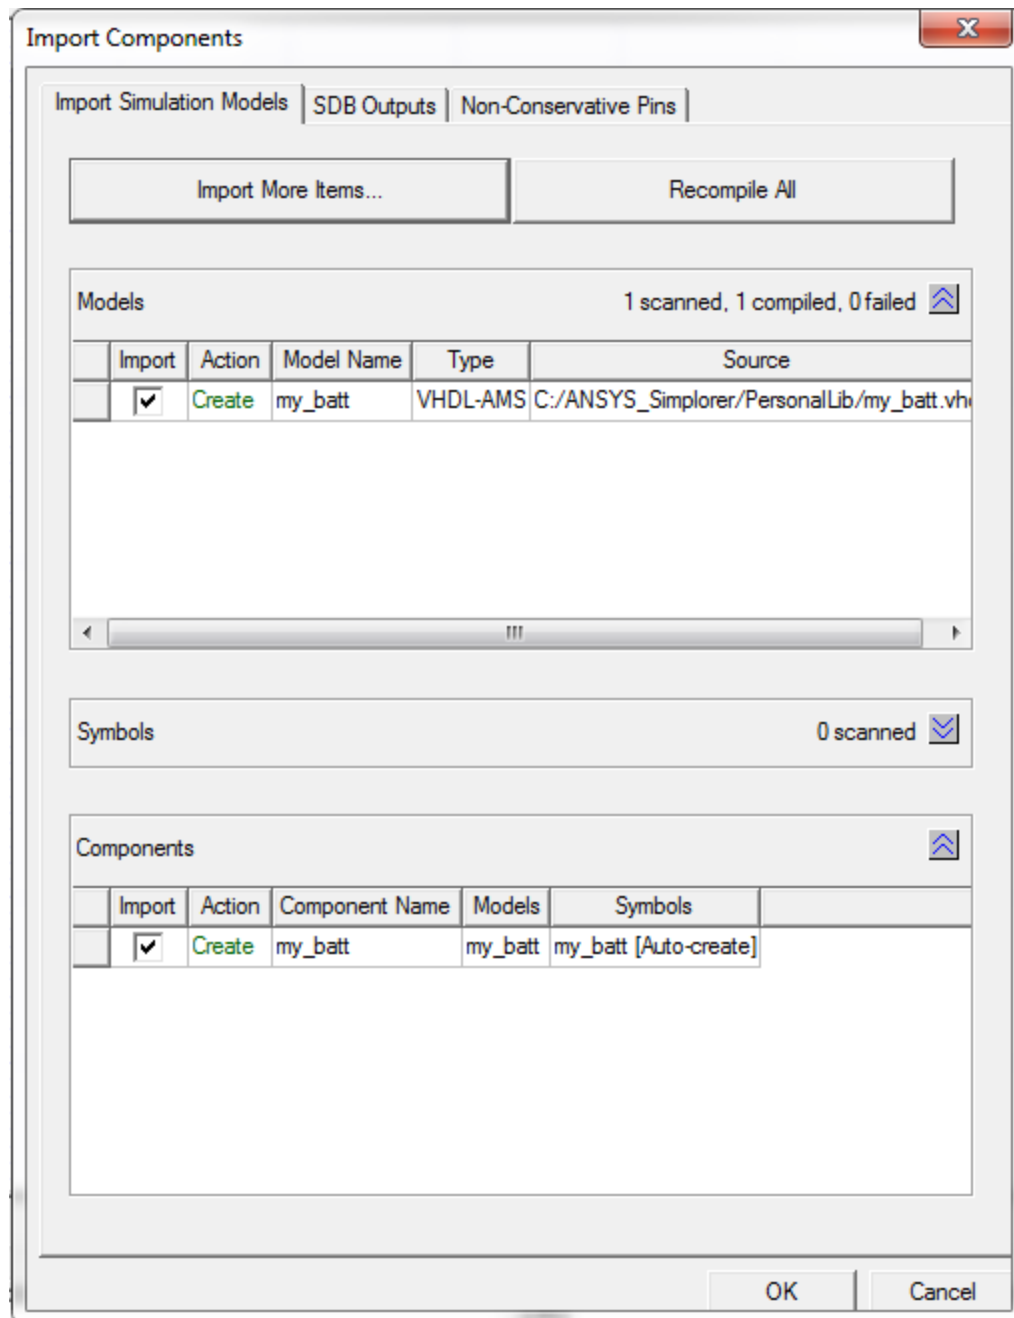 Import Components
Import Simulation Models SDB Outputs Non-Conservative Pins
Import More Items... Recompile All
Models 1 scanned, 1 compiled, 0 failed
Import Action Model Name Type Source
Create my_batt VHDL-AMS C:/ANSYS_Simplorer/PersonalLib/my_batt.vh
Symbols 0 scanned
Components
Import Action Component Name Models Symbols
Create my_batt my_batt my_batt [Auto-create]
OK Cancel